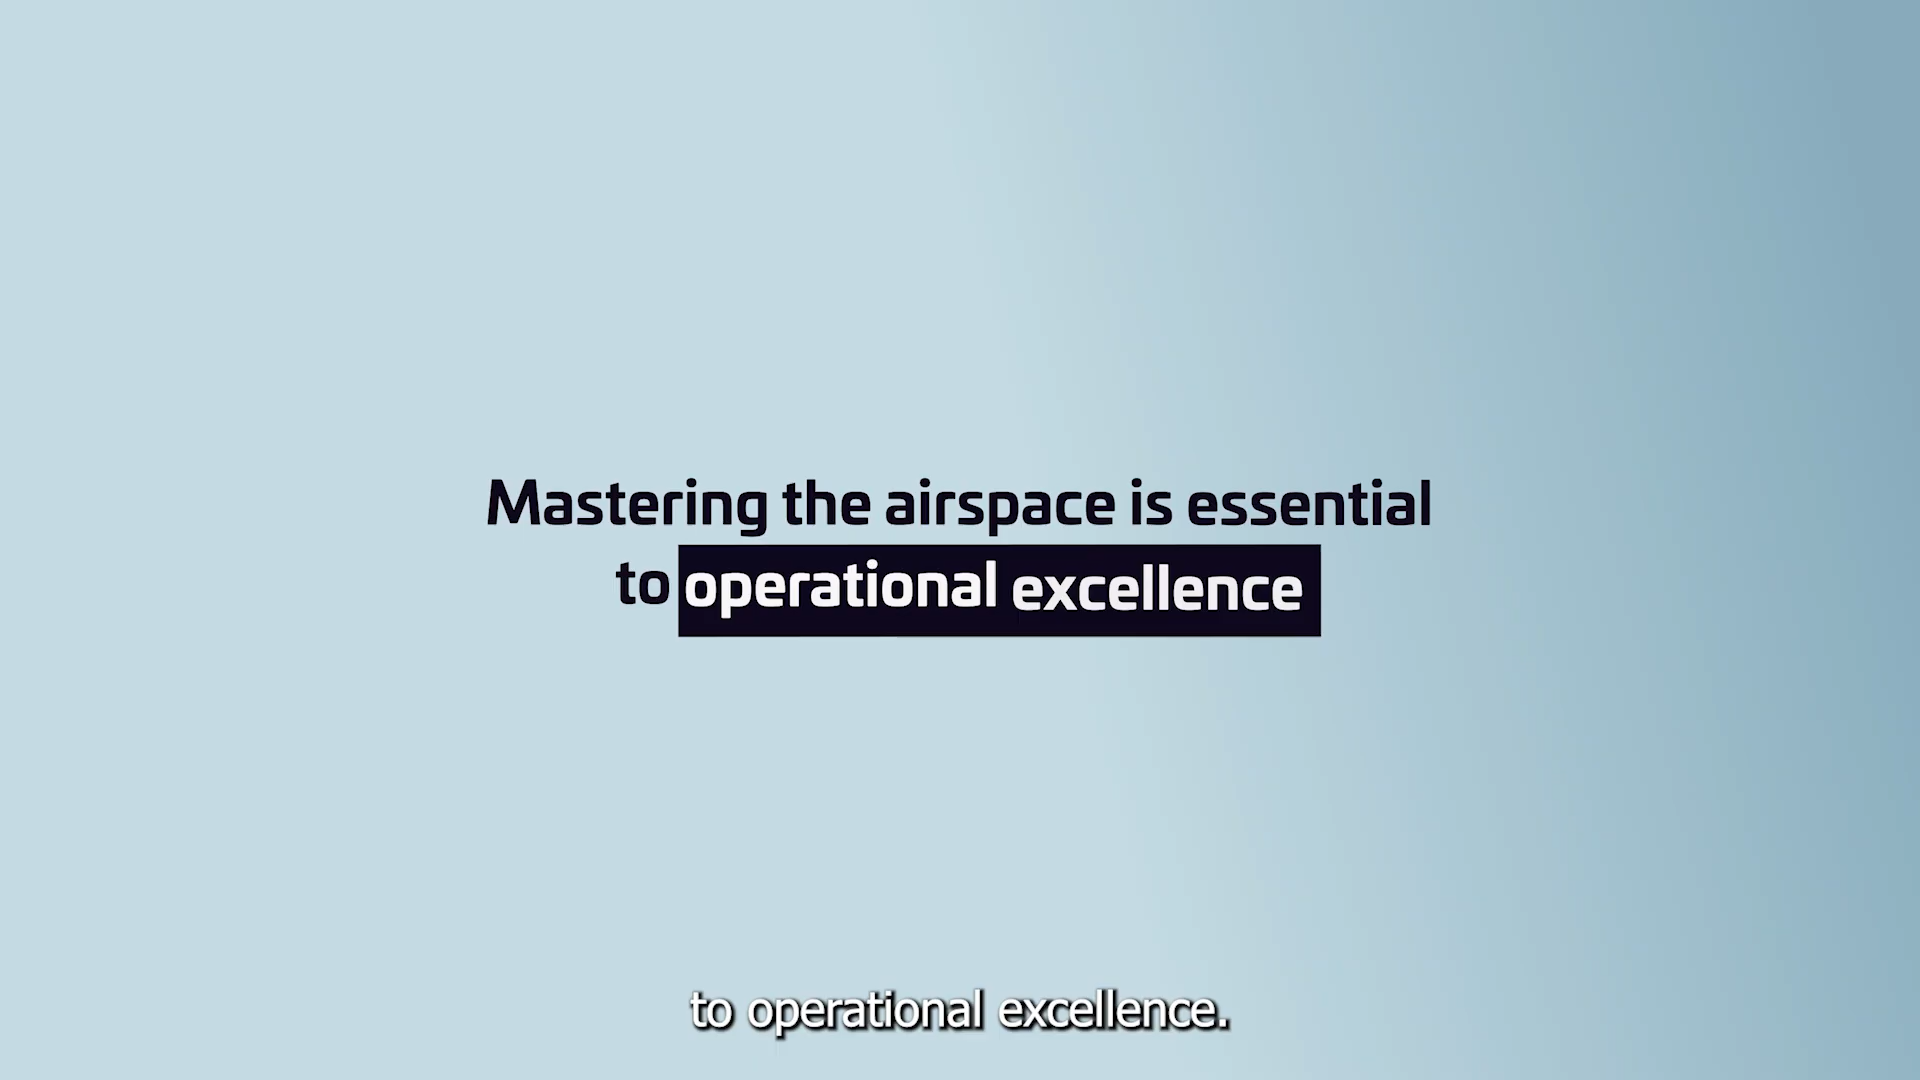 Mastering the airspace is essential
to operational excellence
to operational excellence.